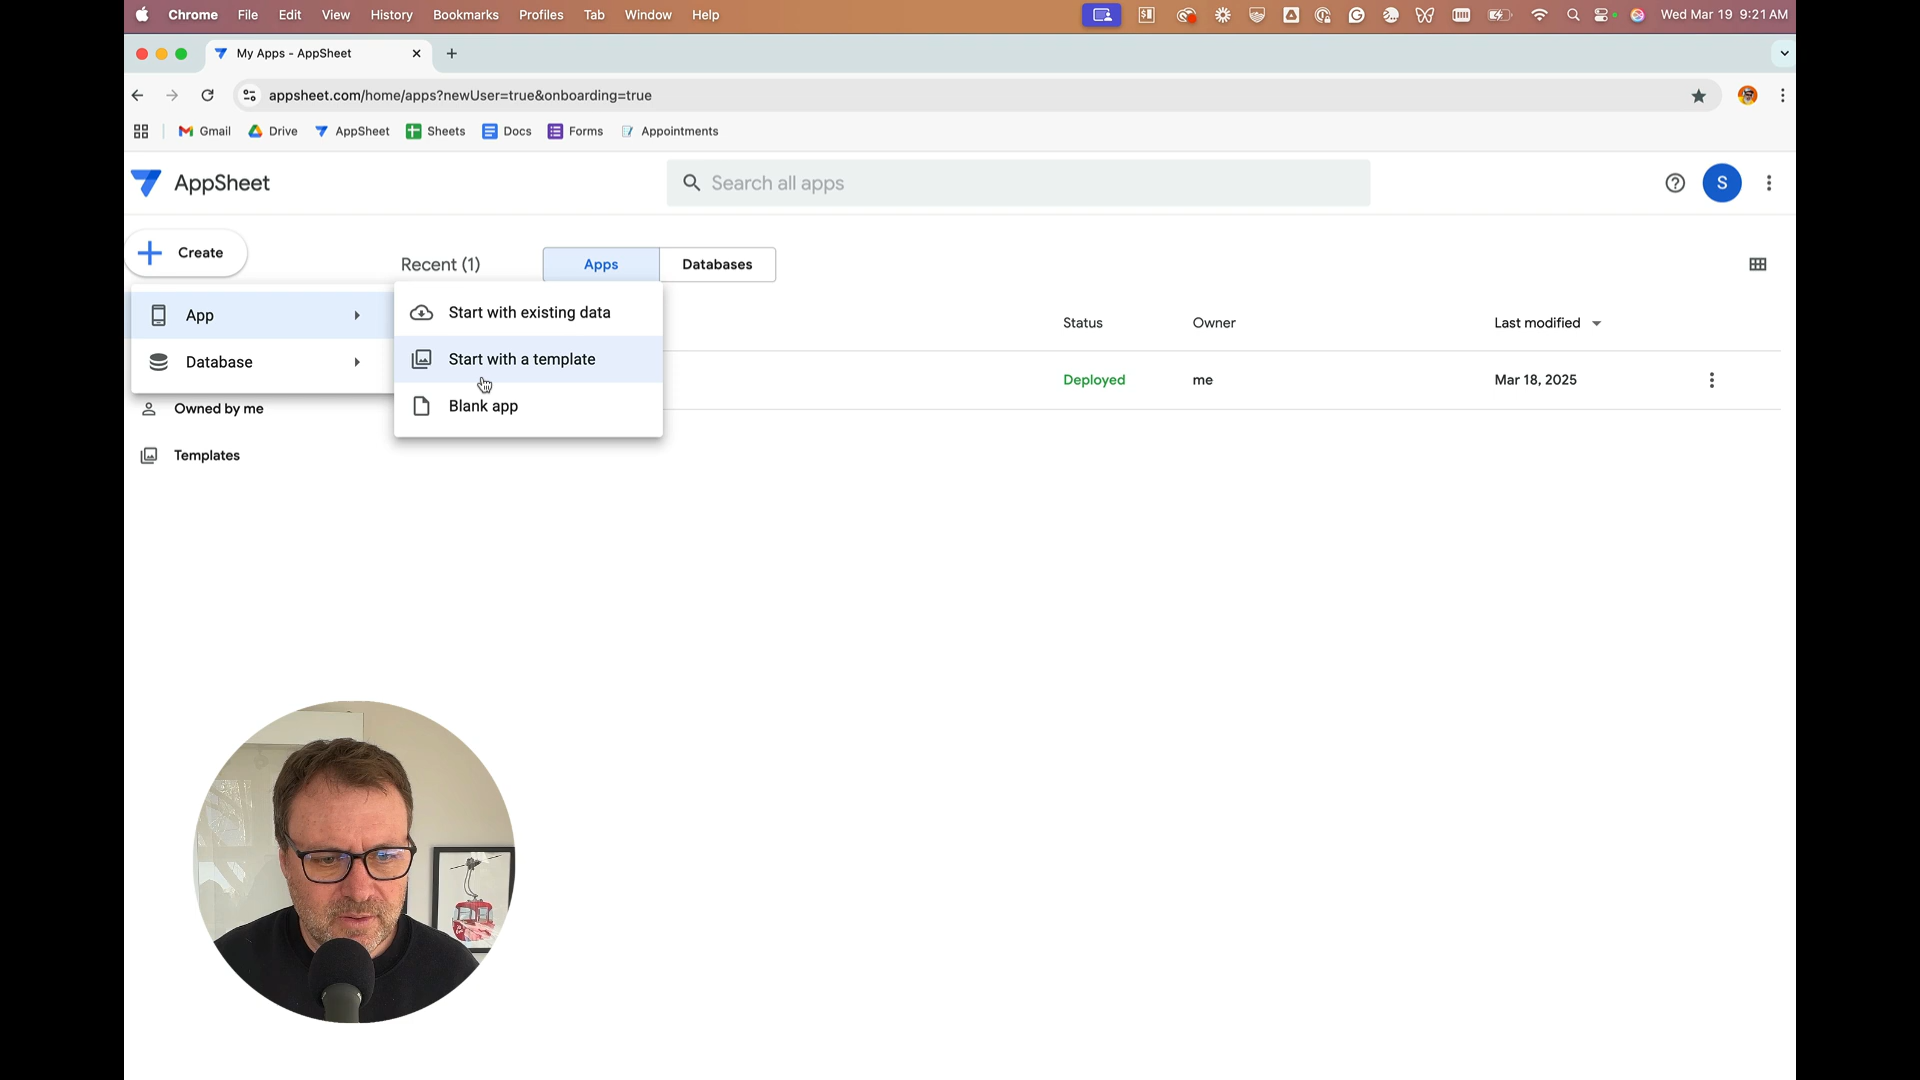 Chrome File Edit View History Bookmarks Profiles Tab Window Help Wed Mar 19 9:21 AM
My Apps - AppSheet
appsheet.com/home/apps?newUser=true&onboarding=true
Gmail Drive AppSheet Sheets Docs Forms Appointments
AppSheet Search all apps S
Create Recent (1) Apps Databases
App Start with existing data Status Owner Last modified
Database Start with a template Deployed me Mar 18, 2025
Owned by me Blank app
Templates